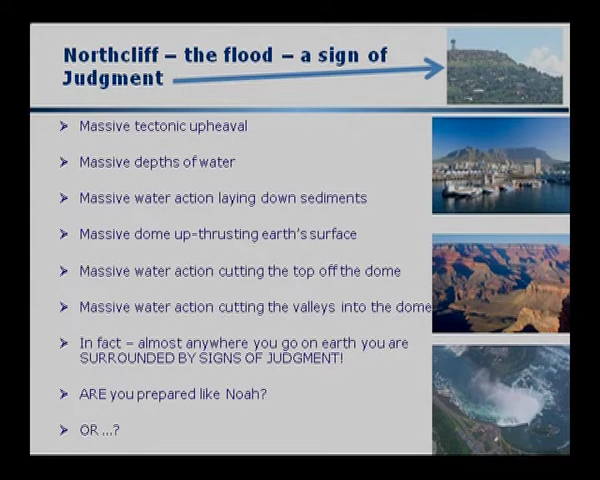 Northcliff – the flood – a sign of
Judgment
Massive tectonic upheaval
Massive depths of water
Massive water action laying down sediments
Massive dome up-thrusting earth's surface
Massive water action cutting the top off the dome
Massive water action cutting the valleys into the dome
In fact – almost anywhere you go on earth you are
SURROUNDED BY SIGNS OF JUDGMENT!
ARE you prepared like Noah?
OR ...?